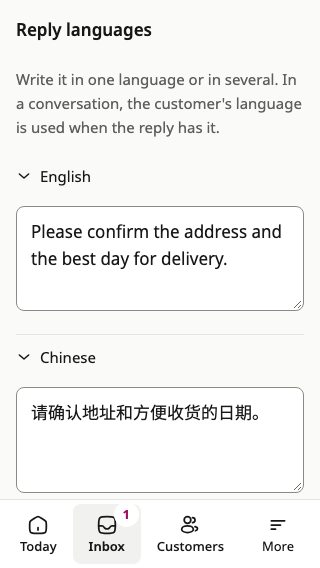 Reply languages
Write it in one language or in several. In
a conversation, the customer's language
is used when the reply has it.
English
Please confirm the address and
the best day for delivery.
Chinese
请确认地址和方便收货的日期。
1
Today
Inbox
Customers
More